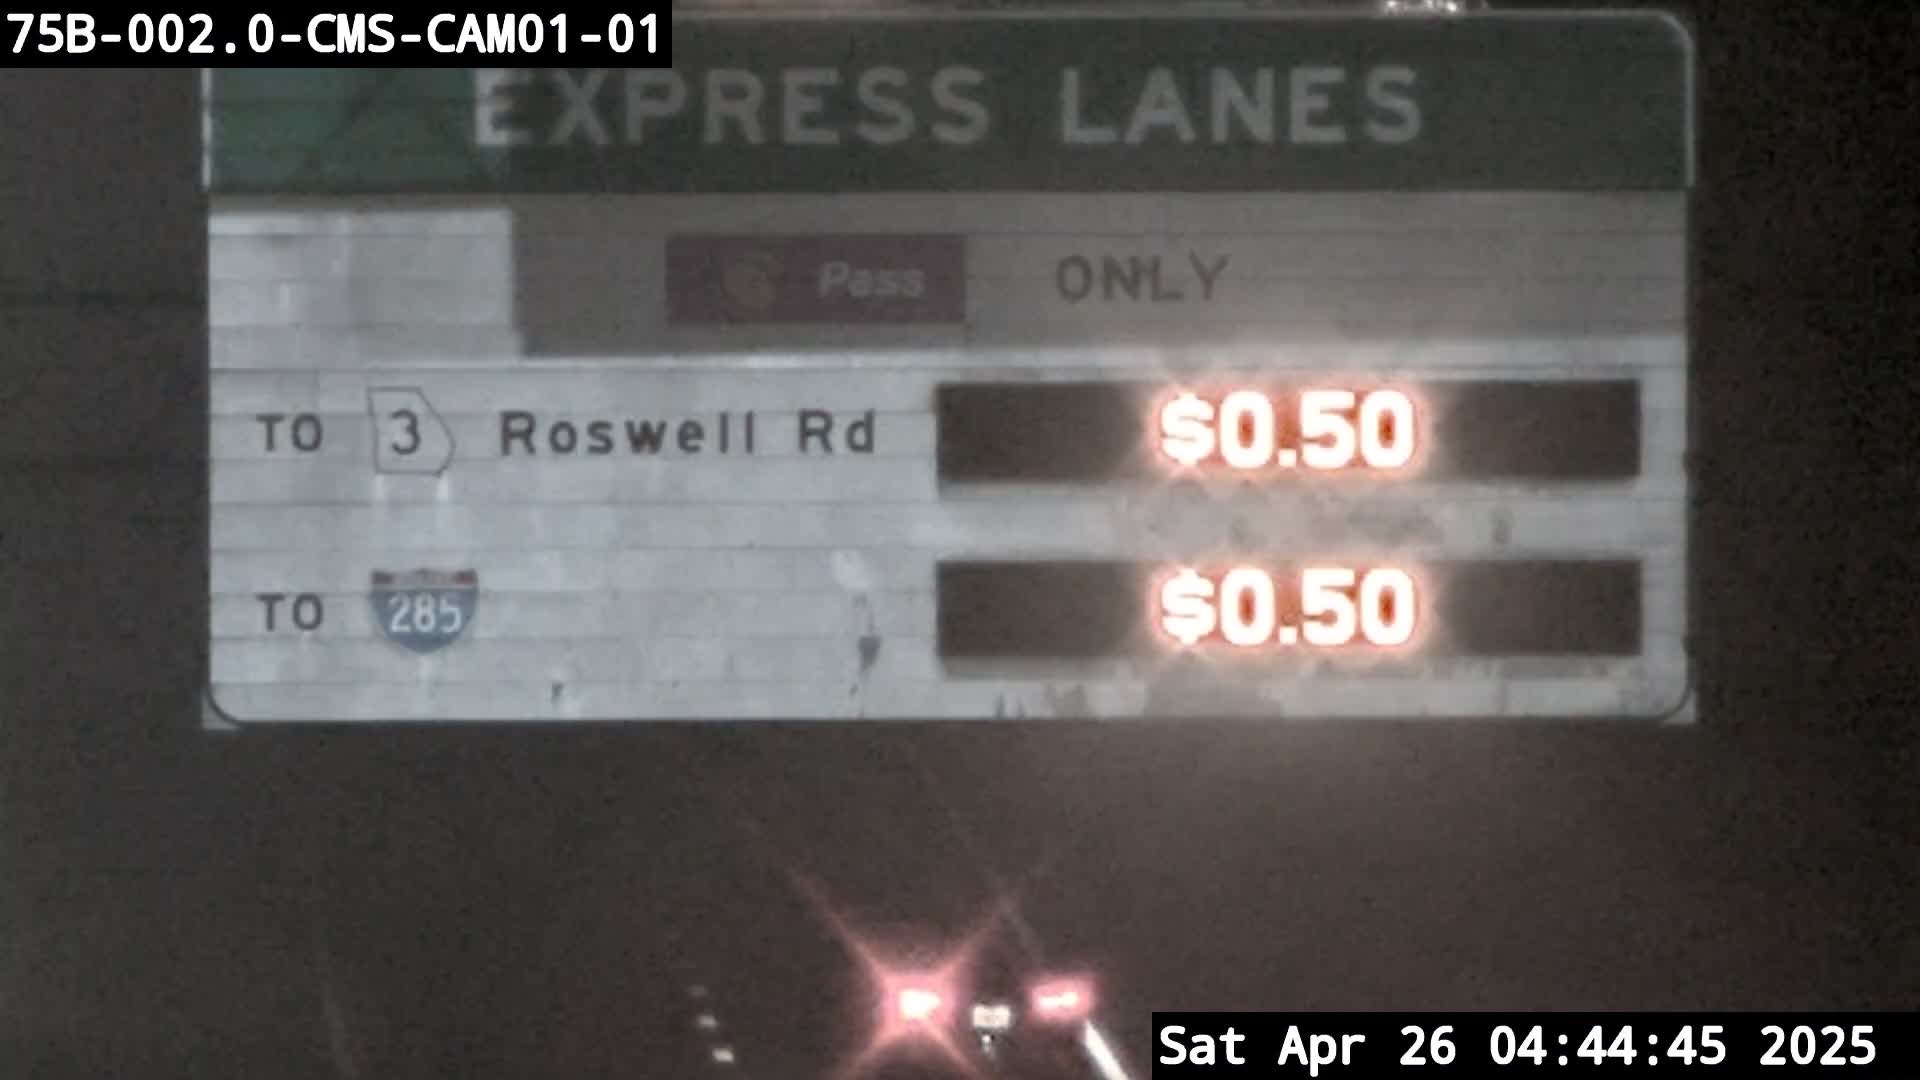 75B-002.0-CMS-CAM01-01
EXPRESS LANES
Pass ONLY
TO 3 Roswell Rd $0.50
TO 285 $0.50
Sat Apr 26 04:44:45 2025